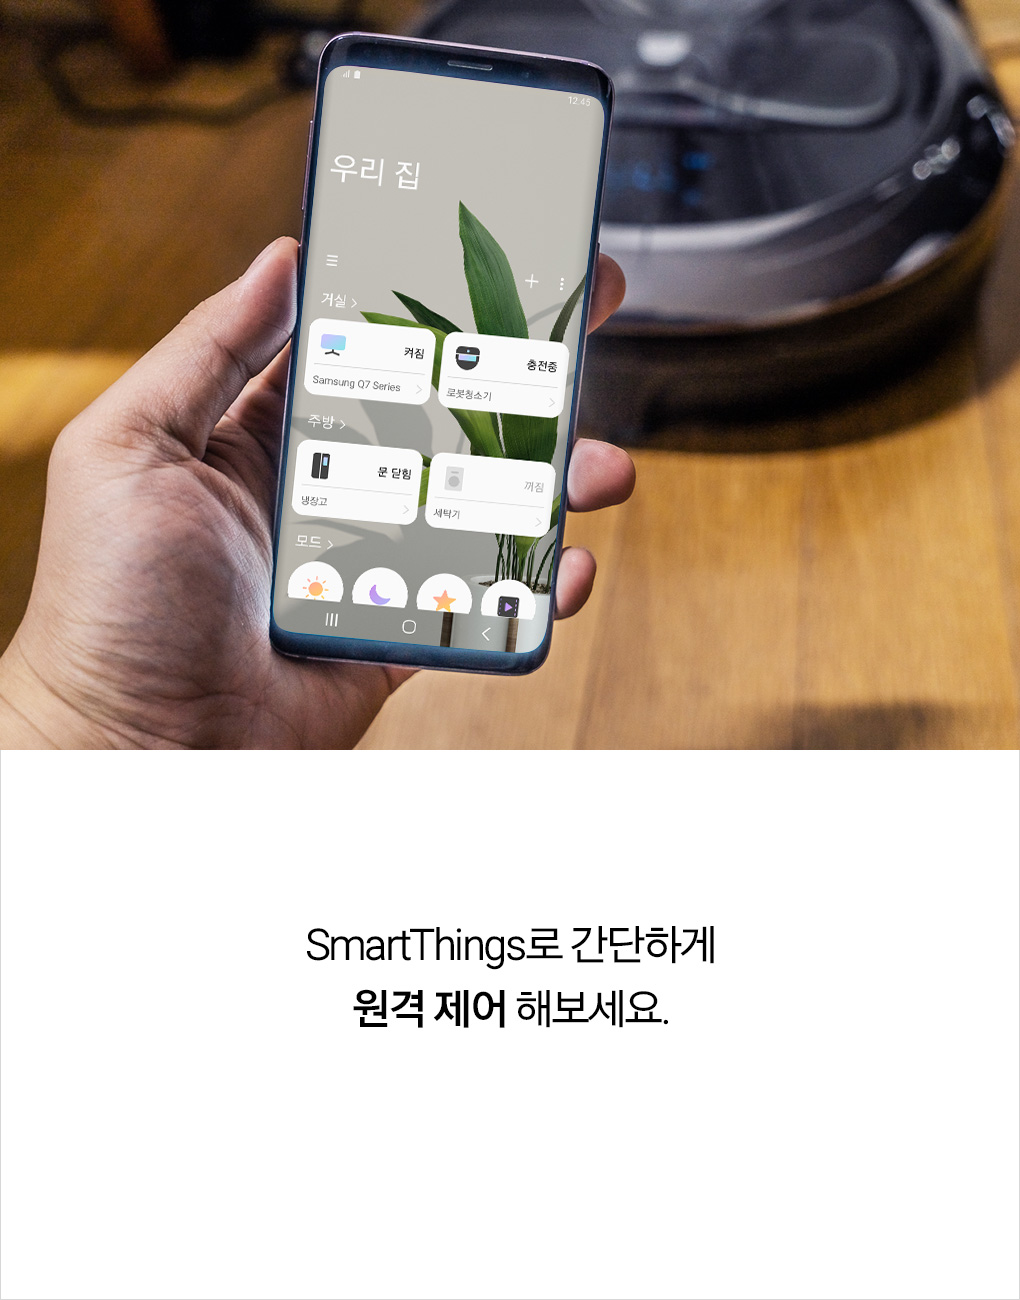 12:45
우리 집
거실 >
켜짐
Samsung Q7 Series
충전중
로봇청소기
주방 >
문 닫힘
냉장고
꺼짐
세탁기
모드 >
SmartThings로 간단하게
원격 제어 해보세요.